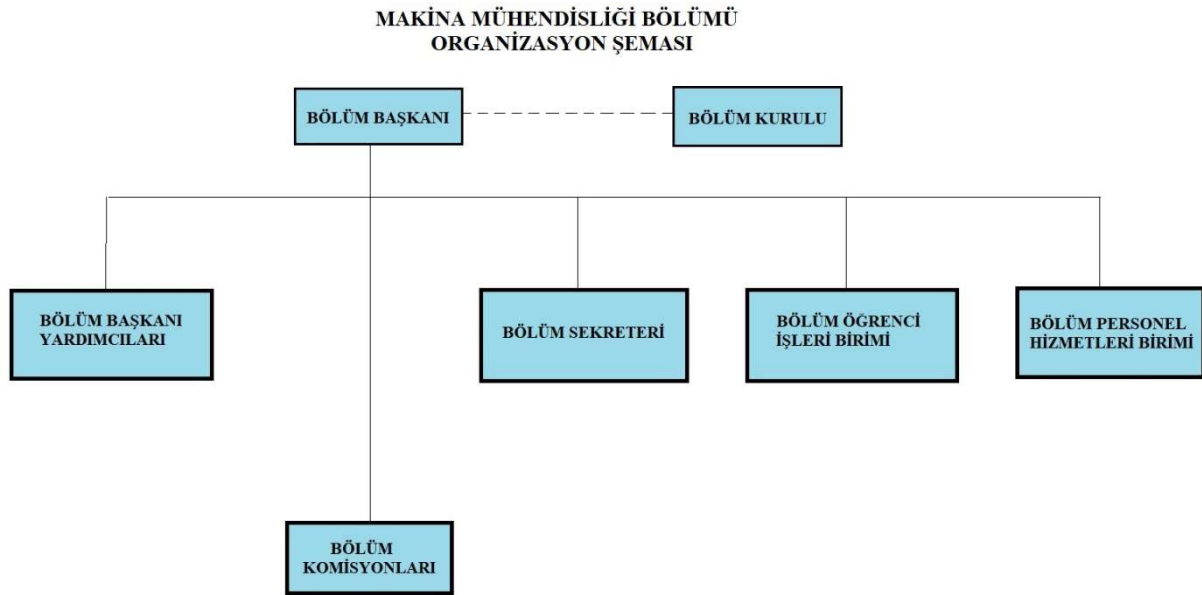 MAKİNA MÜHENDİSLİĞİ BÖLÜMÜ
ORGANİZASYON ŞEMASI
BÖLÜM BAŞKANI
BÖLÜM KURULU
BÖLÜM BAŞKANI
YARDIMCILARI
BÖLÜM SEKRETERİ
BÖLÜM ÖĞRENCİ
İŞLERİ BİRİMİ
BÖLÜM PERSONEL
HİZMETLERİ BİRİMİ
BÖLÜM
KOMİSYONLARI